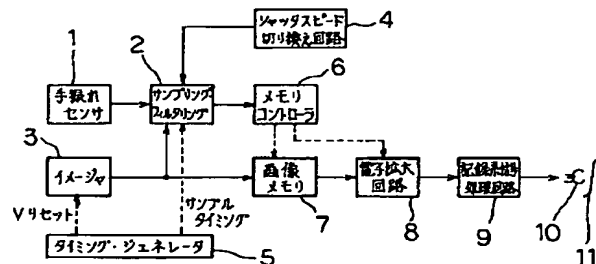 シャッタスピード
切り換え回路
4
1
2
6
手振れ
センサ
サンプリング
フィルタリング
メモリ
コントローラ
3
イメージャ
画像
メモリ
電子拡大
回路
処理回路
10
11
Vリセット
サンプル
タイミング
7
8
9
タイミング・ジェネレータ
5